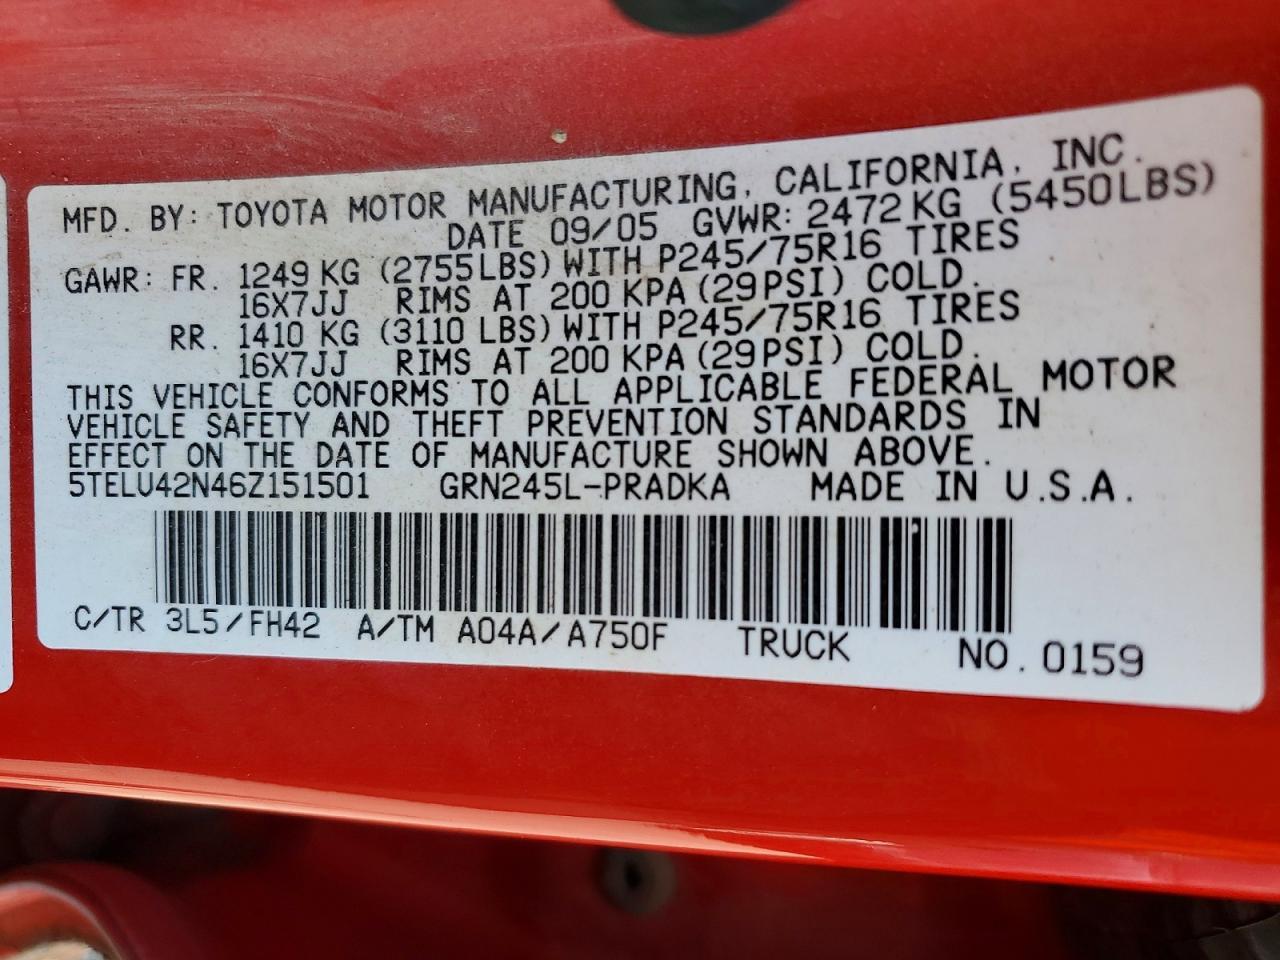 MFD. BY: TOYOTA MOTOR MANUFACTURING, CALIFORNIA, INC.
DATE 09/05 GVWR: 2472 KG (5450LBS)
GAWR: FR. 1249 KG (2755LBS) WITH P245/75R16 TIRES
16X7JJ RIMS AT 200 KPA (29PSI) COLD.
RR. 1410 KG (3110 LBS) WITH P245/75R16 TIRES
16X7JJ RIMS AT 200 KPA (29PSI) COLD.
THIS VEHICLE CONFORMS TO ALL APPLICABLE FEDERAL MOTOR
VEHICLE SAFETY AND THEFT PREVENTION STANDARDS IN
EFFECT ON THE DATE OF MANUFACTURE SHOWN ABOVE.
5TELU42N46Z151501 GRN245L-PRADKA MADE IN U.S.A.
C/TR 3L5/FH42 A/TM A04A/A750F TRUCK NO. 0159